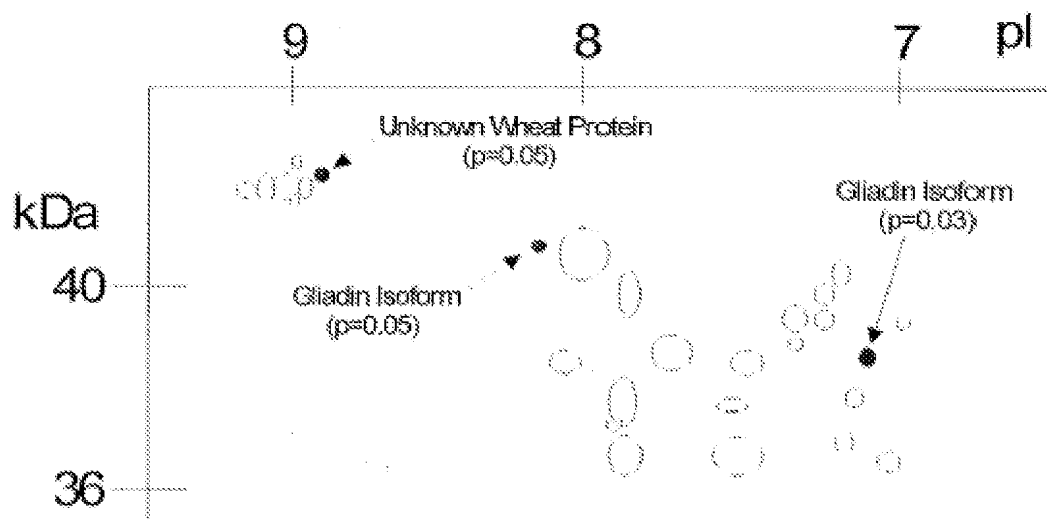 9 8 7 pI
Unknown Wheat Protein
(p=0.05)
Gliadin Isoform
(p=0.03)
kDa
40
Gliadin Isoform
(p=0.05)
36